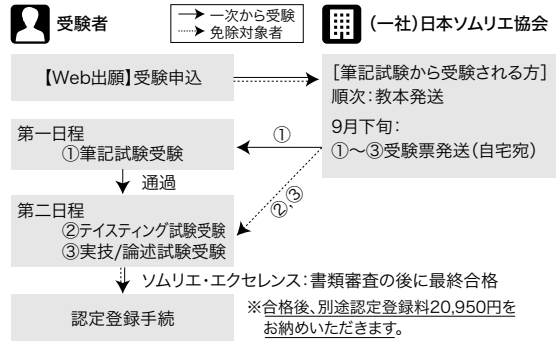 受験者
一次から受験
免除対象者
(一社)日本ソムリエ協会
【Web出願】受験申込
[筆記試験から受験される方]
順次:教本発送
9月下旬:
①〜③受験票発送(自宅宛)
第一日程
①筆記試験受験
①
通過
②,③
第二日程
②テイスティング試験受験
③実技/論述試験受験
ソムリエ・エクセレンス:書類審査の後に最終合格
認定登録手続
※合格後、別途認定登録料20,950円を
お納めいただきます。